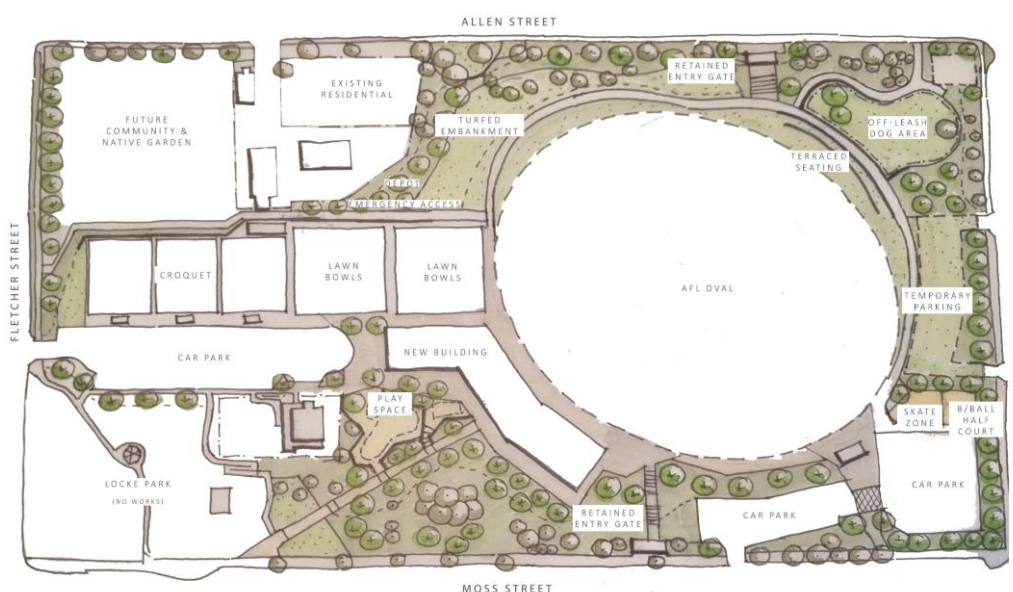 ALLEN STREET
RETAINED
ENTRY GATE
EXISTING
RESIDENTIAL
FUTURE
COMMUNITY &
NATIVE GARDEN
TURFED
EMBANKMENT
OFF-LEASH
DOG AREA
TERRACED
SEATING
DEPOT
EMERGENCY ACCESS
FLETCHER STREET
CROQUET
LAWN
BOWLS
LAWN
BOWLS
AFL OVAL
TEMPORARY
PARKING
CAR PARK
NEW BUILDING
PLAY
SPACE
SKATE
ZONE
B/BALL
HALF
COURT
LOCKE PARK
(NO WORKS)
RETAINED
ENTRY GATE
CAR PARK
CAR PARK
MOSS STREET